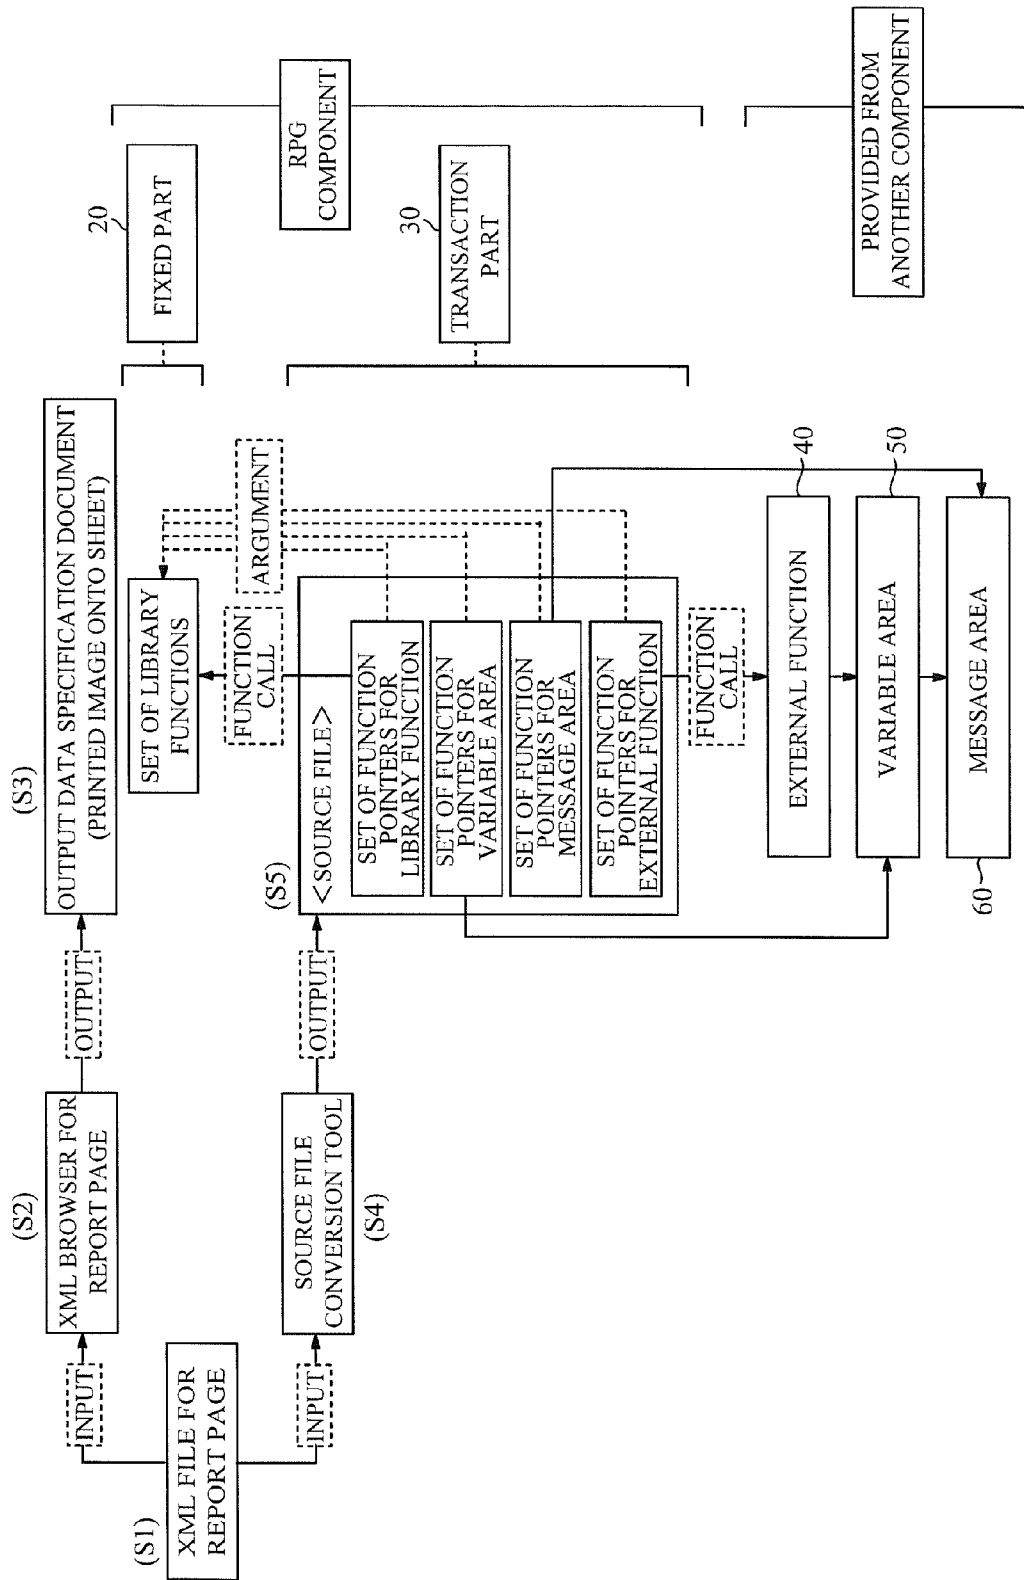 (S1)
XML FILE FOR
REPORT PAGE
INPUT
INPUT
(S2)
XML BROWSER FOR
REPORT PAGE
OUTPUT
(S3)
OUTPUT DATA SPECIFICATION DOCUMENT
(PRINTED IMAGE ONTO SHEET)
SOURCE FILE
CONVERSION TOOL
(S4)
OUTPUT
(S5)
<SOURCE FILE>
SET OF FUNCTION
POINTERS FOR
LIBRARY FUNCTION
SET OF FUNCTION
POINTERS FOR
VARIABLE AREA
SET OF FUNCTION
POINTERS FOR
MESSAGE AREA
SET OF FUNCTION
POINTERS FOR
EXTERNAL FUNCTION
SET OF LIBRARY
FUNCTIONS
FUNCTION
CALL
ARGUMENT
FUNCTION
CALL
EXTERNAL FUNCTION
40
VARIABLE AREA
50
MESSAGE AREA
60
20
FIXED PART
30
TRANSACTION
PART
RPG
COMPONENT
PROVIDED FROM
ANOTHER COMPONENT